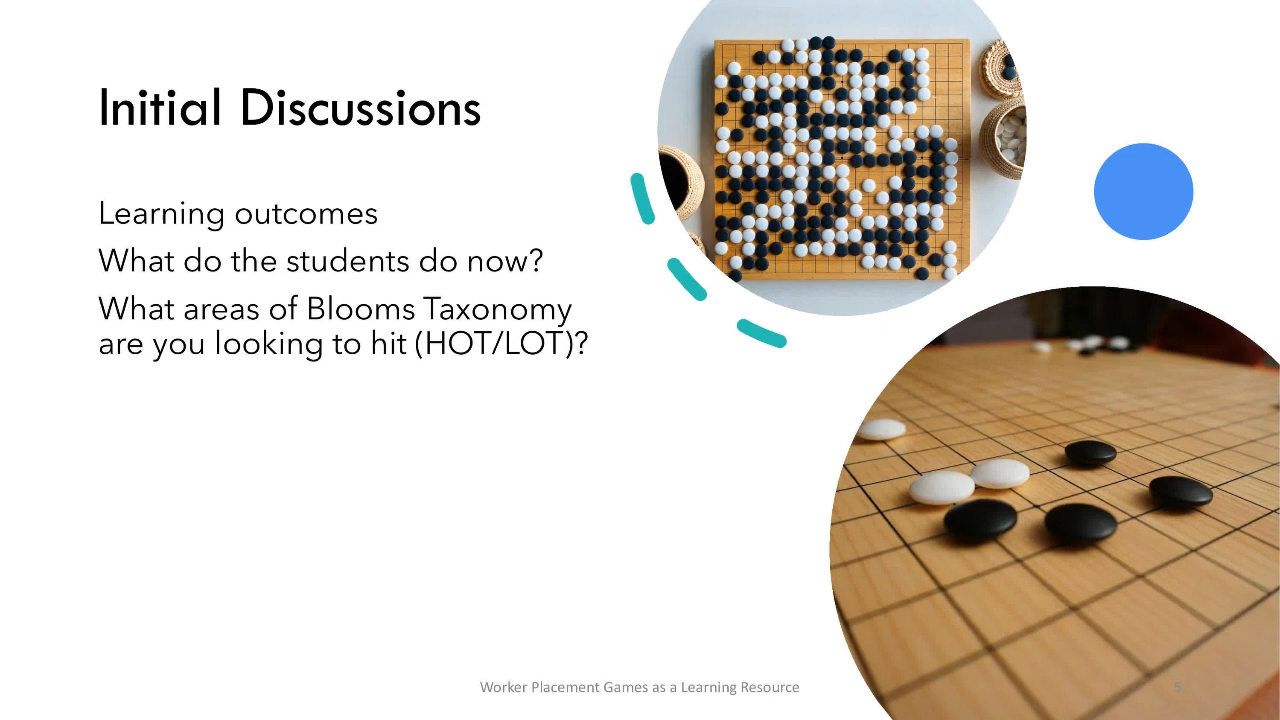 Initial Discussions
Learning outcomes
What do the students do now?
What areas of Blooms Taxonomy
are you looking to hit (HOT/LOT)?
Worker Placement Games as a Learning Resource
5